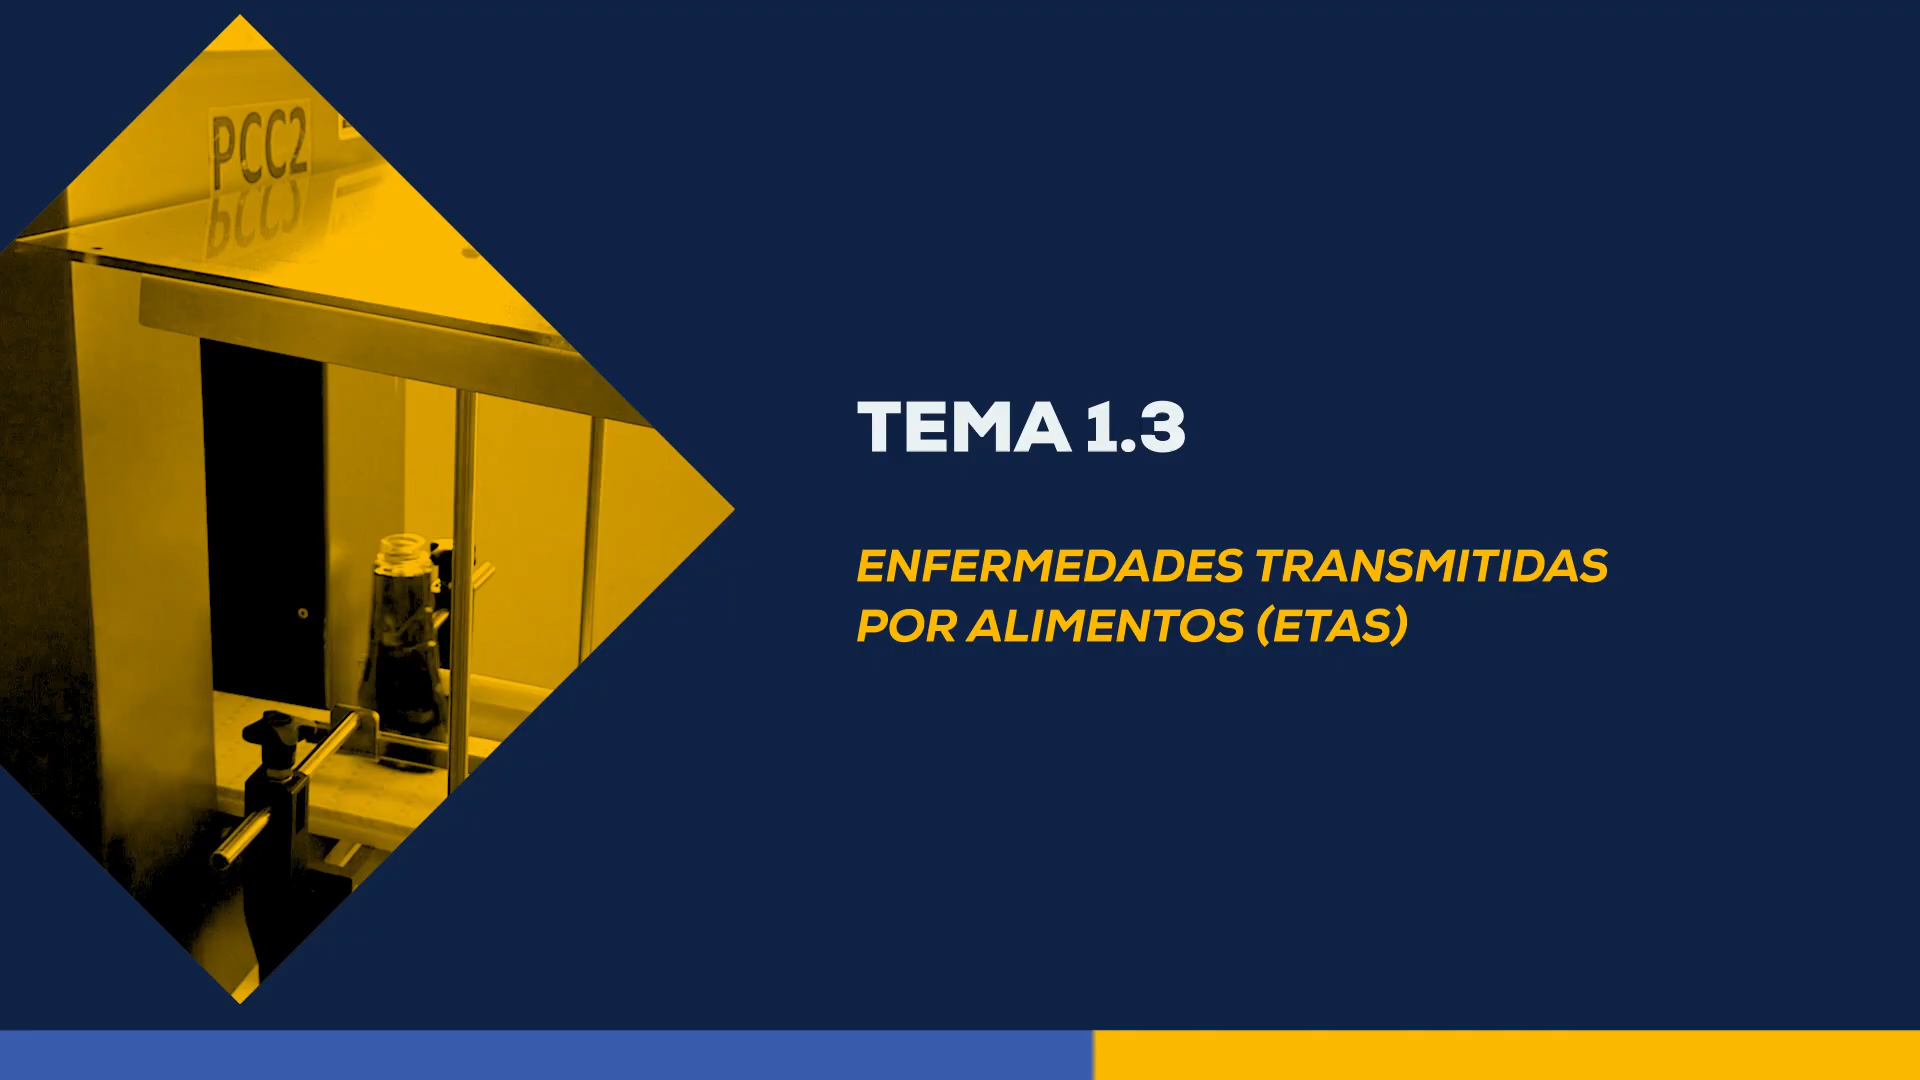 PCC2
TEMA 1.3
ENFERMEDADES TRANSMITIDAS
POR ALIMENTOS (ETAS)